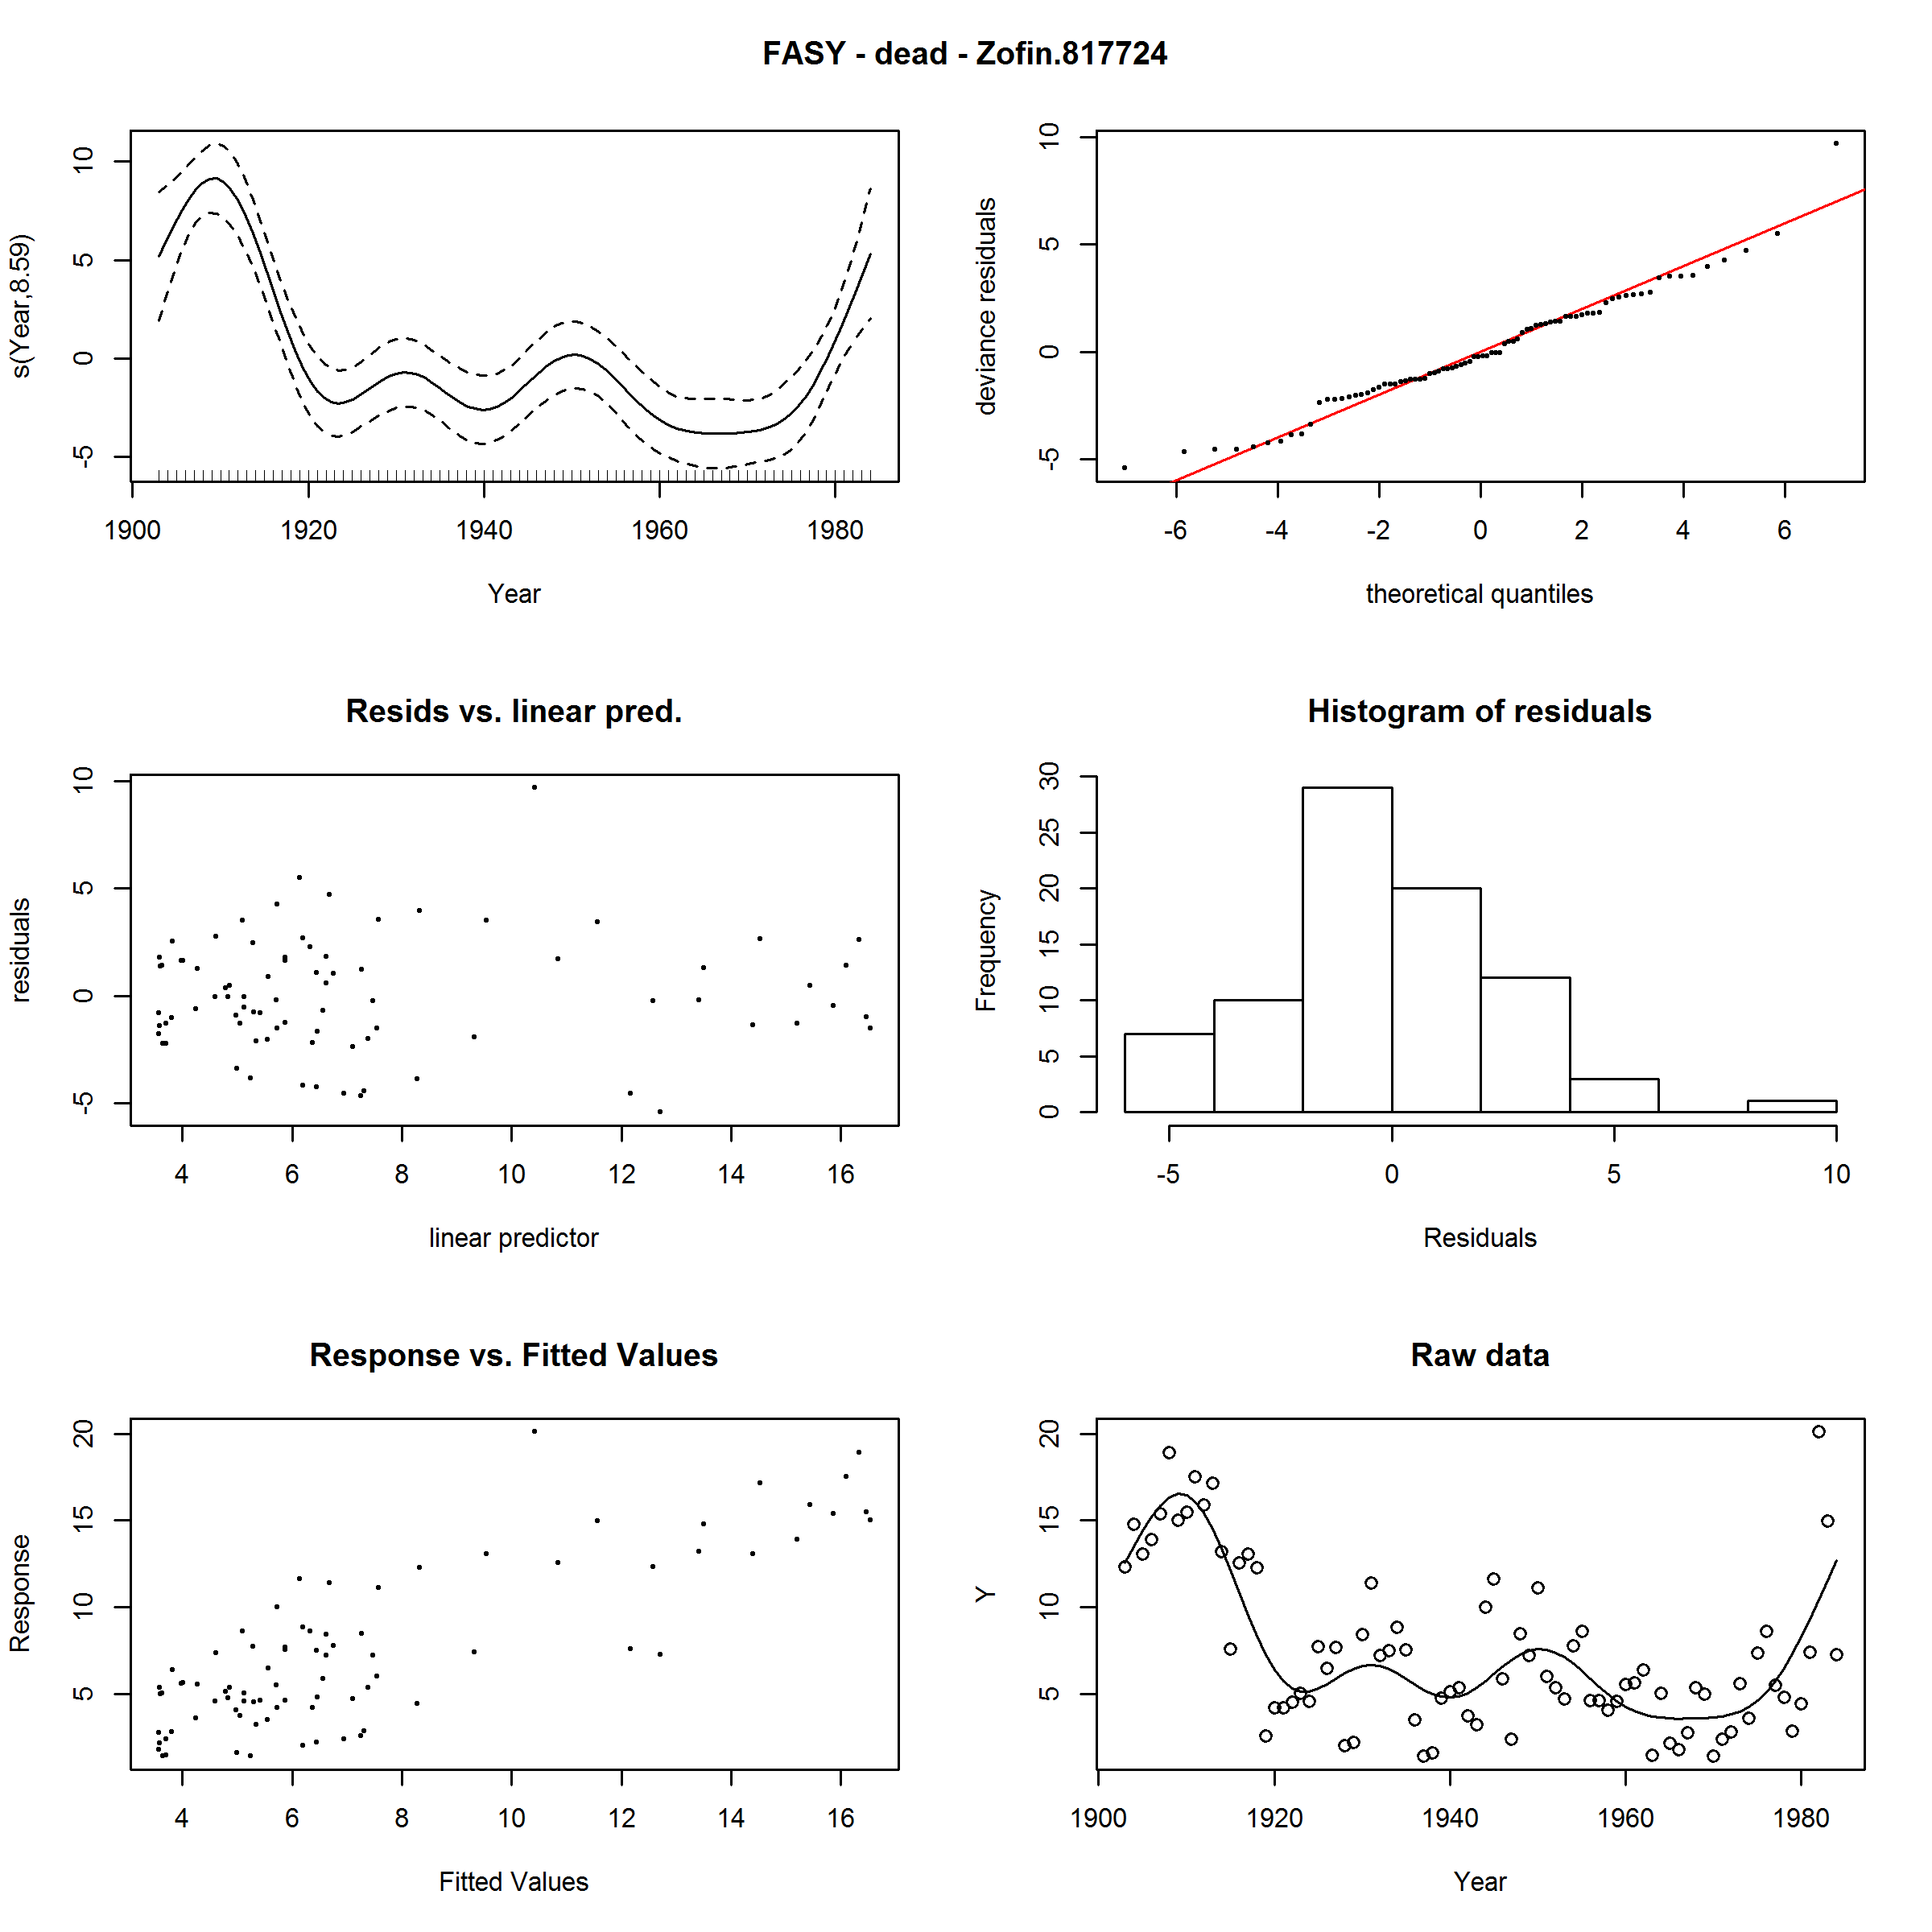 FASY - dead - Zofin.817724
s(Year,8.59)
-5 0 5 10
1900 1920 1940 1960 1980
Year
deviance residuals
-5 0 5 10
-6 -4 -2 0 2 4 6
theoretical quantiles
Resids vs. linear pred.
residuals
-5 0 5 10
4 6 8 10 12 14 16
linear predictor
Histogram of residuals
Frequency
0 5 10 15 20 25 30
-5 0 5 10
Residuals
Response vs. Fitted Values
Response
5 10 15 20
4 6 8 10 12 14 16
Fitted Values
Raw data
Y
5 10 15 20
1900 1920 1940 1960 1980
Year